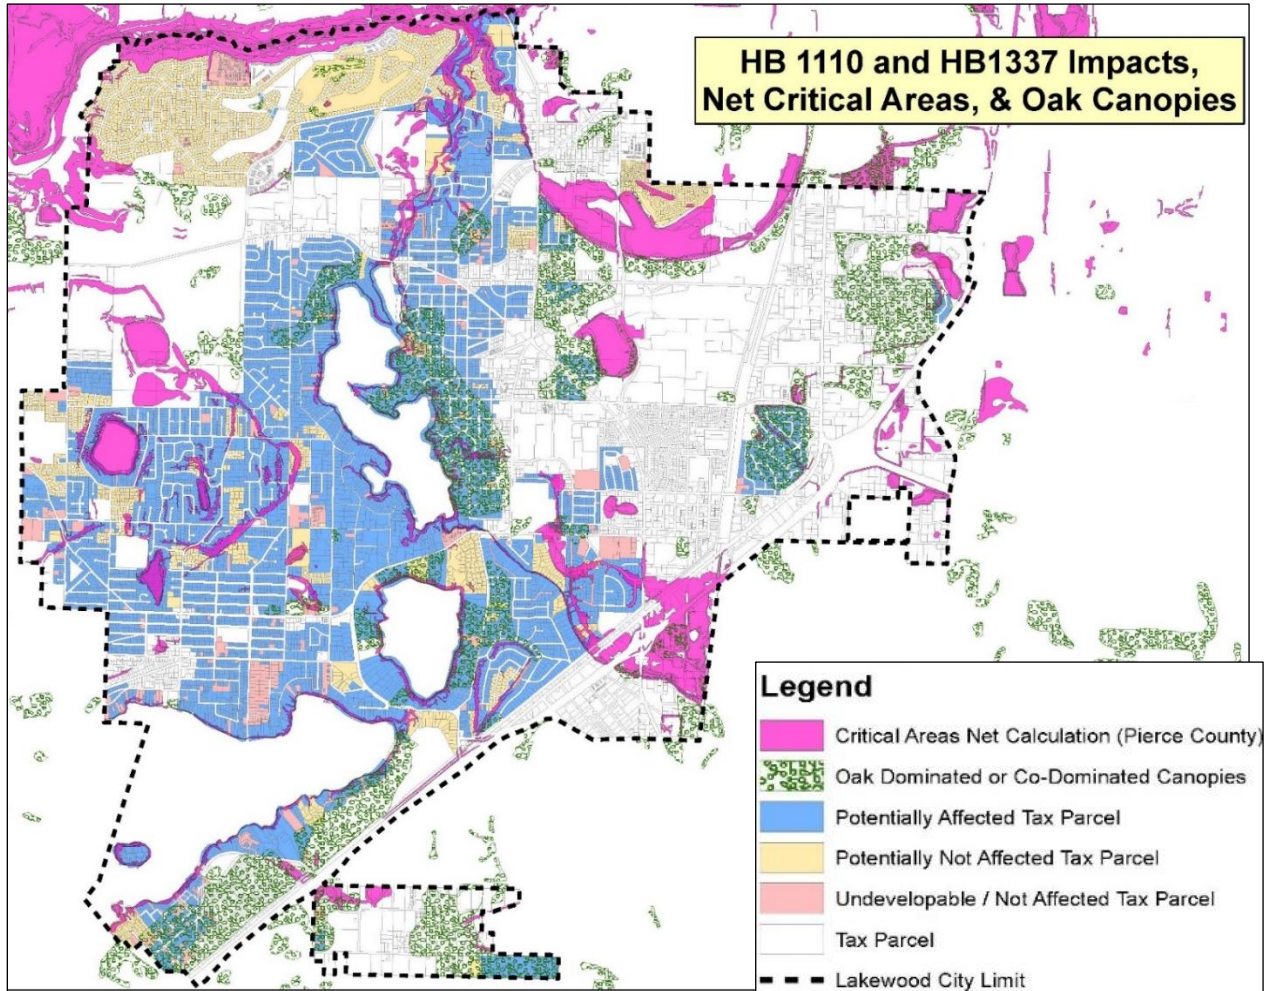 HB 1110 and HB1337 Impacts,
Net Critical Areas, & Oak Canopies
Legend
Critical Areas Net Calculation (Pierce County)
Oak Dominated or Co-Dominated Canopies
Potentially Affected Tax Parcel
Potentially Not Affected Tax Parcel
Undevelopable / Not Affected Tax Parcel
Tax Parcel
Lakewood City Limit